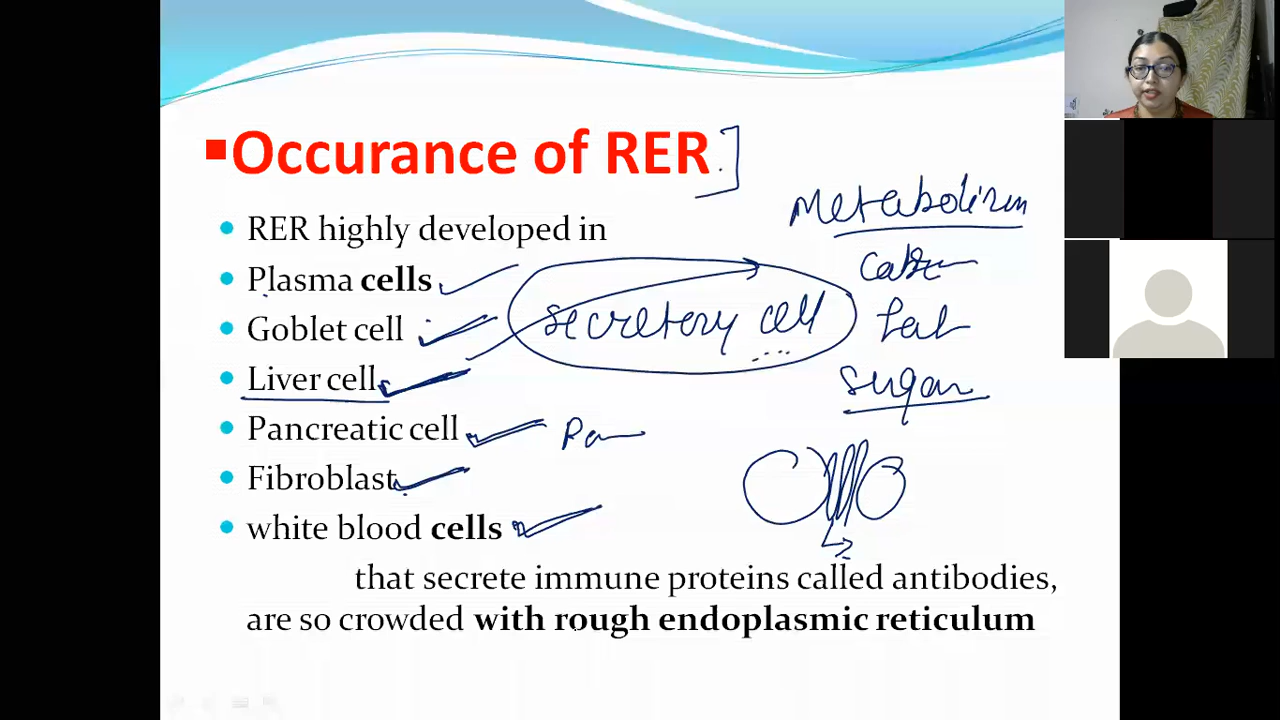 Occurance of RER
RER highly developed in
Plasma cells
Goblet cell
Liver cell
Pancreatic cell
Fibroblast
white blood cells
that secrete immune proteins called antibodies,
are so crowded with rough endoplasmic reticulum
secretory cell
Metabolism
sugar